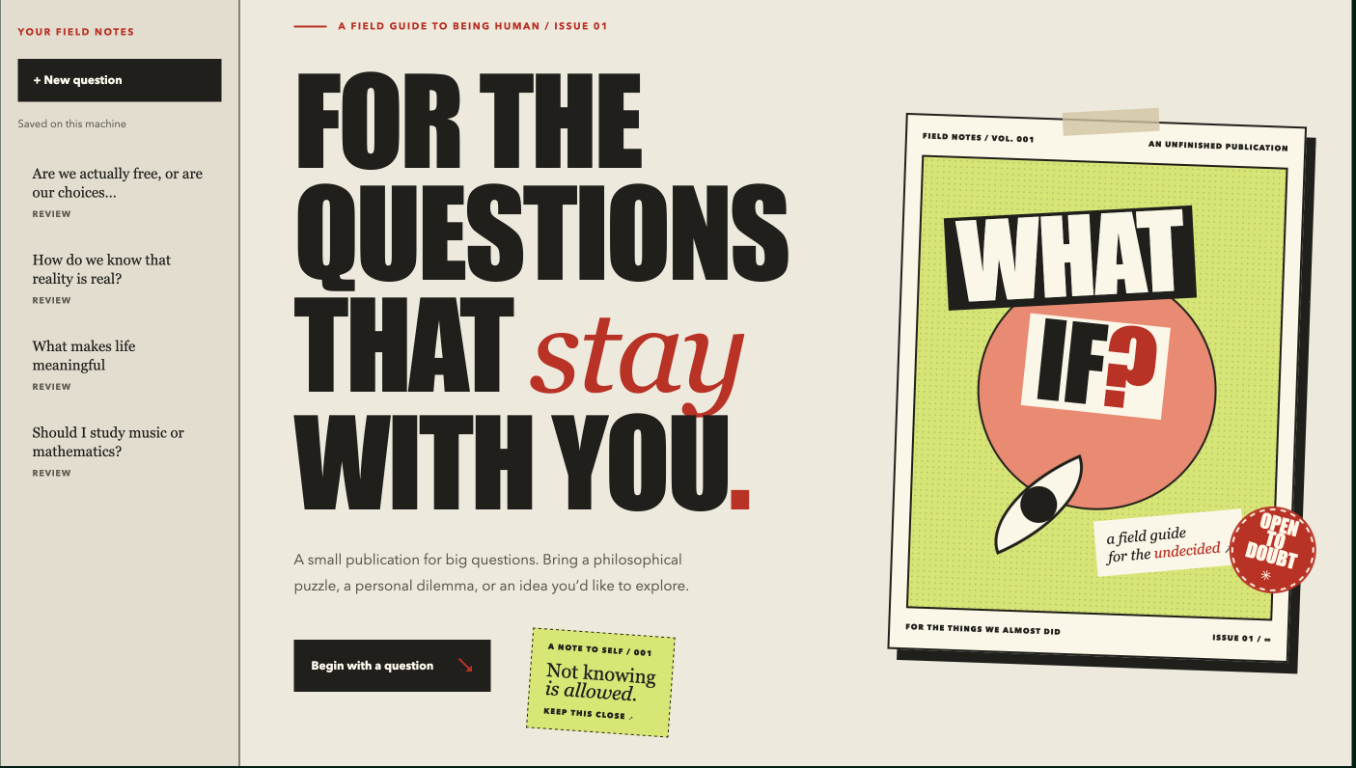 YOUR FIELD NOTES
+ New question
Saved on this machine
Are we actually free, or are
our choices...
REVIEW
How do we know that
reality is real?
REVIEW
What makes life
meaningful
REVIEW
Should I study music or
mathematics?
REVIEW
A FIELD GUIDE TO BEING HUMAN / ISSUE 01
FOR THE
QUESTIONS
THAT stay
WITH YOU.
A small publication for big questions. Bring a philosophical
puzzle, a personal dilemma, or an idea you’d like to explore.
Begin with a question ↘
A NOTE TO SELF / 001
Not knowing
is allowed.
KEEP THIS CLOSE ↗
FIELD NOTES / VOL. 001
AN UNFINISHED PUBLICATION
WHAT
IF?
a field guide
for the undecided ↗
OPEN
TO
DOUBT
✳
FOR THE THINGS WE ALMOST DID
ISSUE 01 / ∞